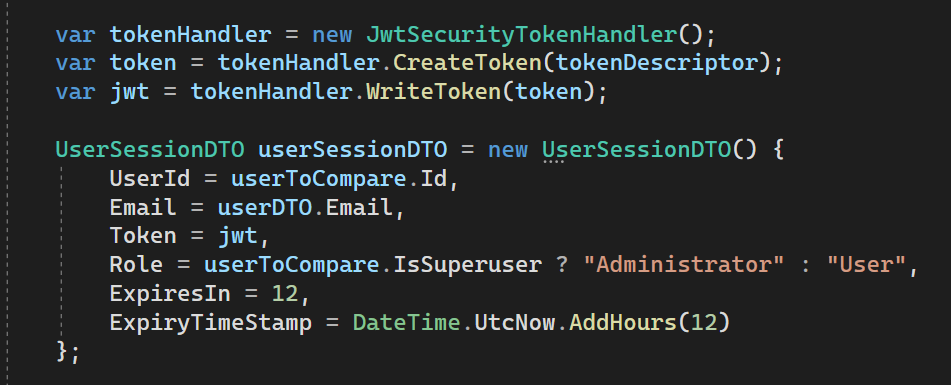 var tokenHandler = new JwtSecurityTokenHandler();
var token = tokenHandler.CreateToken(tokenDescriptor);
var jwt = tokenHandler.WriteToken(token);
UserSessionDTO userSessionDTO = new UserSessionDTO() {
UserId = userToCompare.Id,
Email = userDTO.Email,
Token = jwt,
Role = userToCompare.IsSuperuser ? "Administrator" : "User",
ExpiresIn = 12,
ExpiryTimeStamp = DateTime.UtcNow.AddHours(12)
};